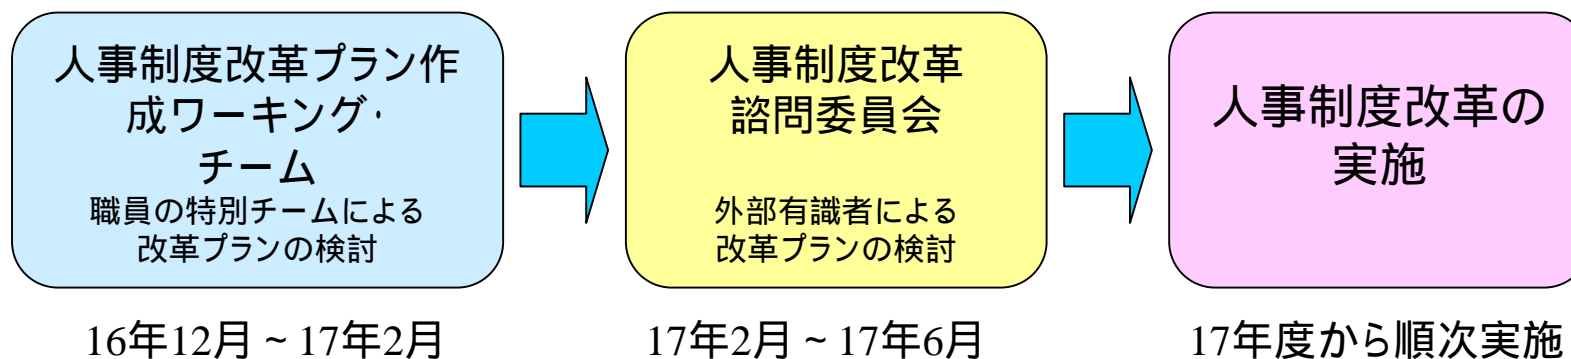 人事制度改革プラン作
成ワーキング・
チーム
職員の特別チームによる
改革プランの検討
16年12月~17年2月
人事制度改革
諮問委員会
外部有識者による
改革プランの検討
17年2月~17年6月
人事制度改革の
実施
17年度から順次実施